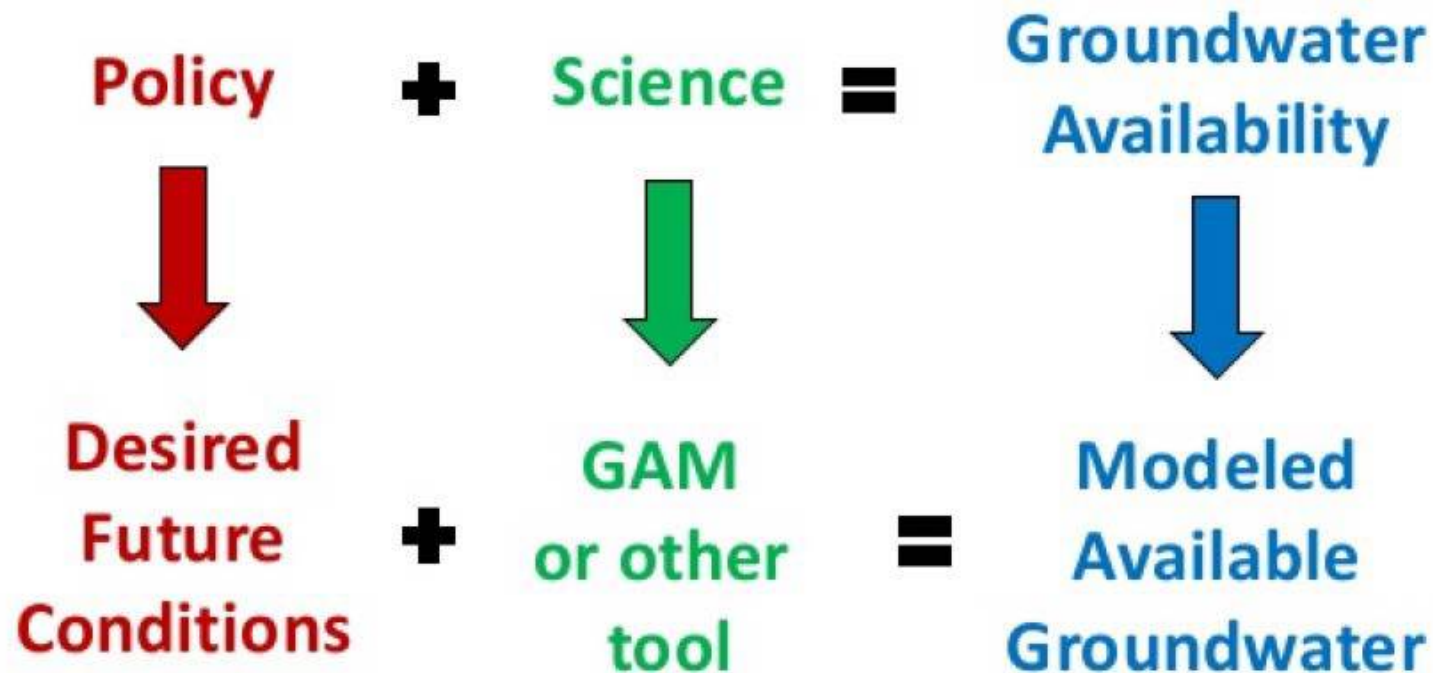 Policy + Science = Groundwater
Availability
Desired
Future
Conditions
+
GAM
or other
tool
=
Modeled
Available
Groundwater